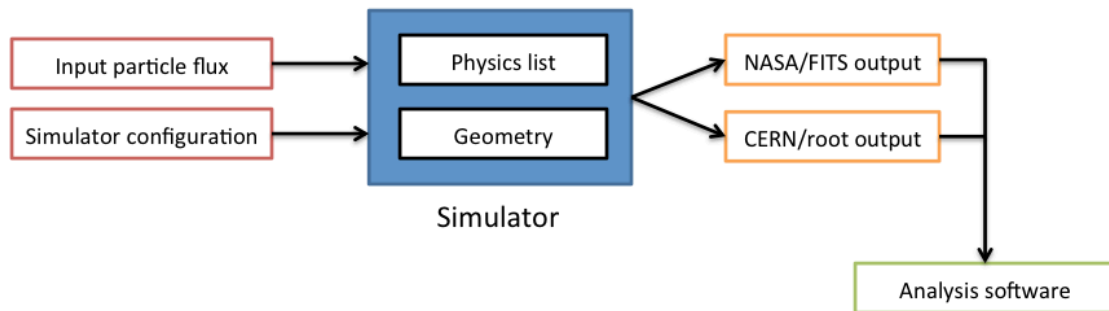 Input particle flux
Simulator configuration
Physics list
Geometry
Simulator
NASA/FITS output
CERN/root output
Analysis software